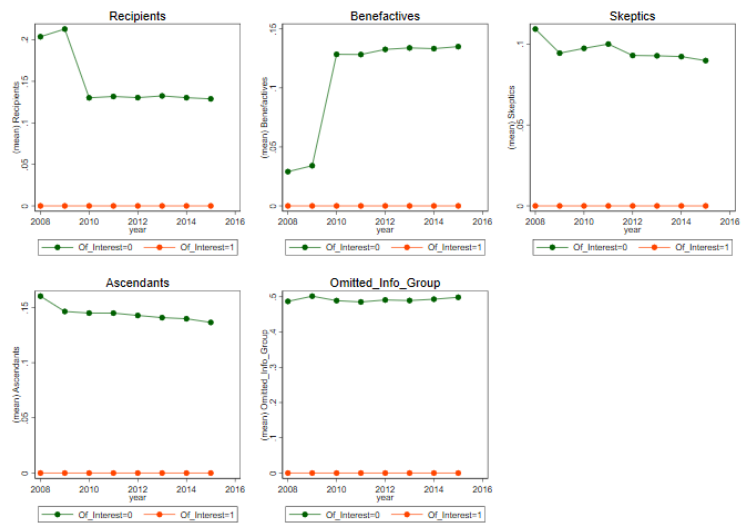 Recipients
(mean) Recipients
.2
.15
.1
.05
0
2008 2010 2012 2014 2016
year
Of_Interest=0 Of_Interest=1
Benefactives
(mean) Benefactives
.15
.1
.05
0
2008 2010 2012 2014 2016
year
Of_Interest=0 Of_Interest=1
Skeptics
(mean) Skeptics
.1
.05
0
2008 2010 2012 2014 2016
year
Of_Interest=0 Of_Interest=1
Ascendants
(mean) Ascendants
.15
.1
.05
0
2008 2010 2012 2014 2016
year
Of_Interest=0 Of_Interest=1
Omitted_Info_Group
(mean) Omitted_Info_Group
.5
.4
.3
.2
.1
0
2008 2010 2012 2014 2016
year
Of_Interest=0 Of_Interest=1